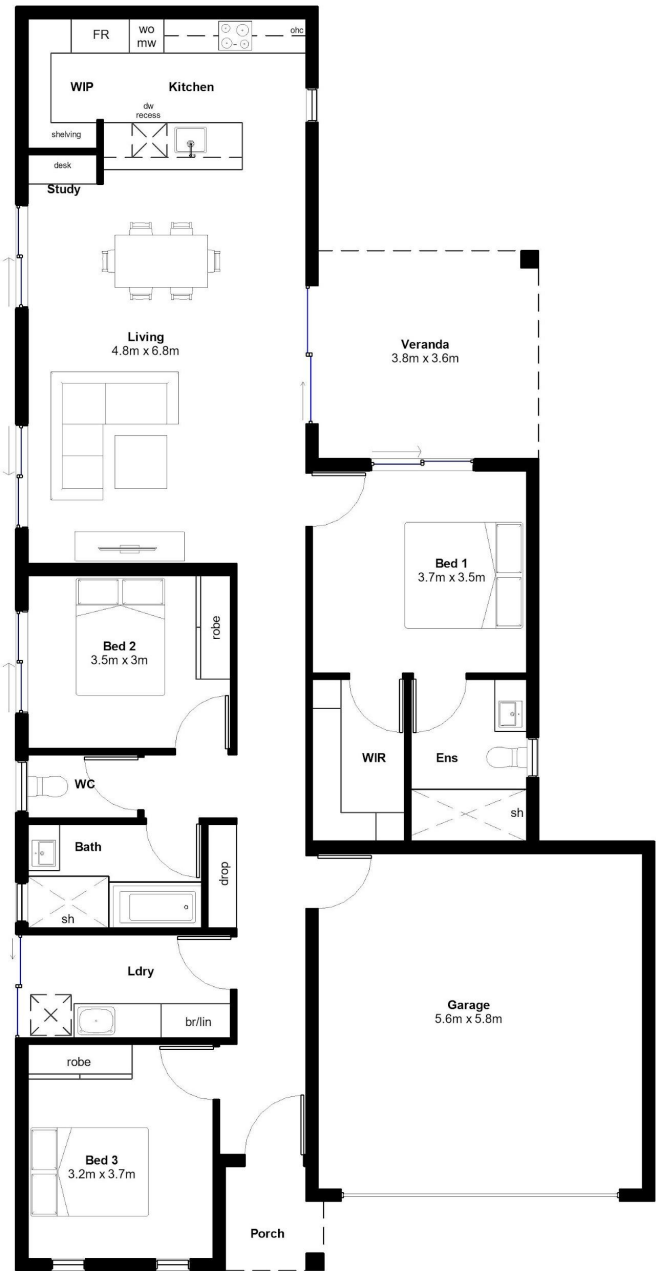 FR
wo
mw
ohc
WIP
Kitchen
dw
recess
shelving
desk
Study
Living
4.8m x 6.8m
Veranda
3.8m x 3.6m
Bed 1
3.7m x 3.5m
Bed 2
3.5m x 3m
robe
WIR
Ens
sh
WC
Bath
sh
drop
Ldry
br/lin
Garage
5.6m x 5.8m
robe
Bed 3
3.2m x 3.7m
Porch